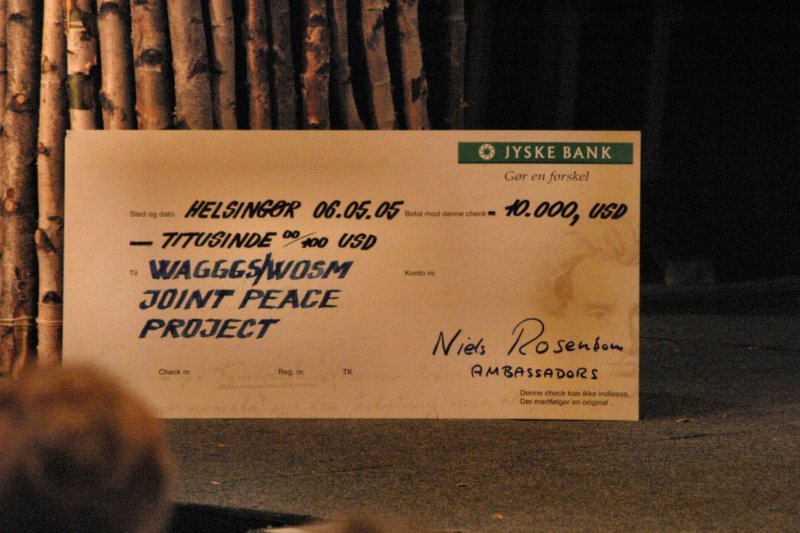 JYSKE BANK
Gør en forskel
Sted og dato HELSINGØR 06.05.05 Betal mod denne check kr. 10.000, USD
— TITUSINDE 00/100 USD
Til WAGGGS/WOSM Konto nr.
JOINT PEACE
PROJECT
Niels Rosenbom
AMBASSADORS
Check nr. Reg. nr. TK
Denne check kan ikke indløses.
Der medfølger en original .